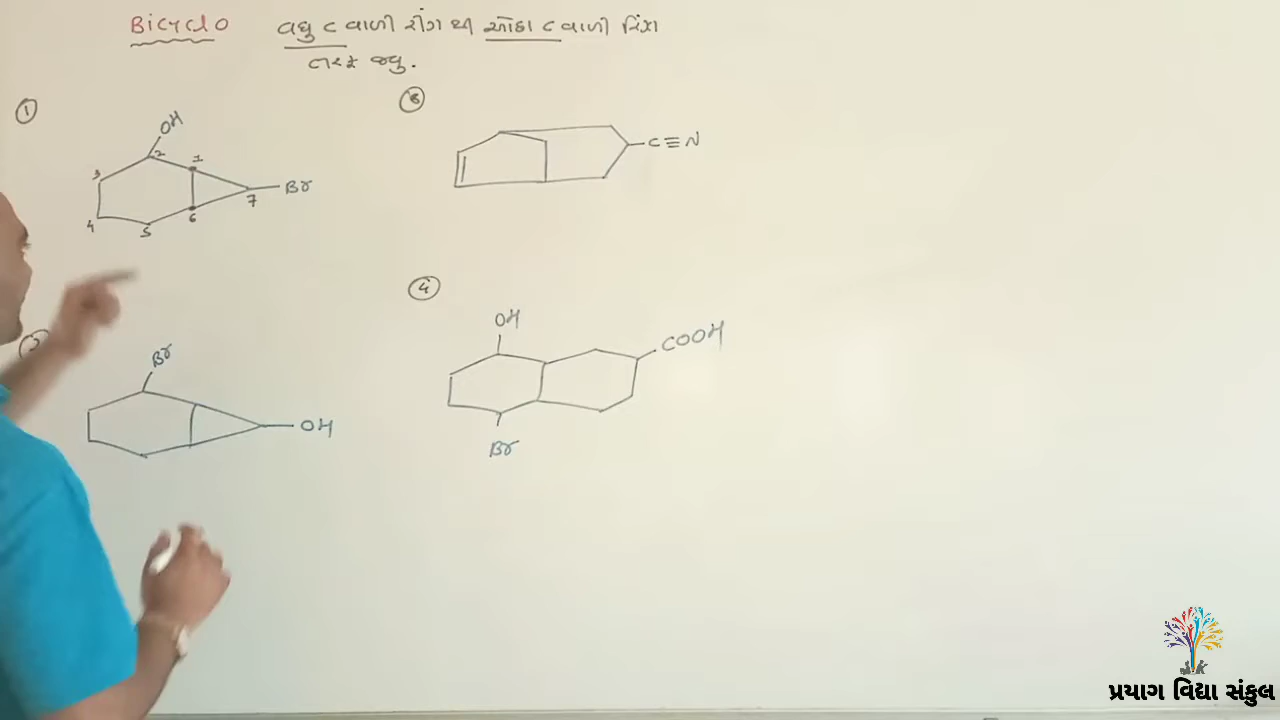 Bicyclo વધુ C વાળી રીંગ થી ઓછા C વાળી રિંગ
તરફ જવુ.
①
OH
2
1
3
Br
7
4
6
5
Br
OH
③
C≡N
④
OH
COOH
Br
પ્રયાગ વિદ્યા સંકુલ